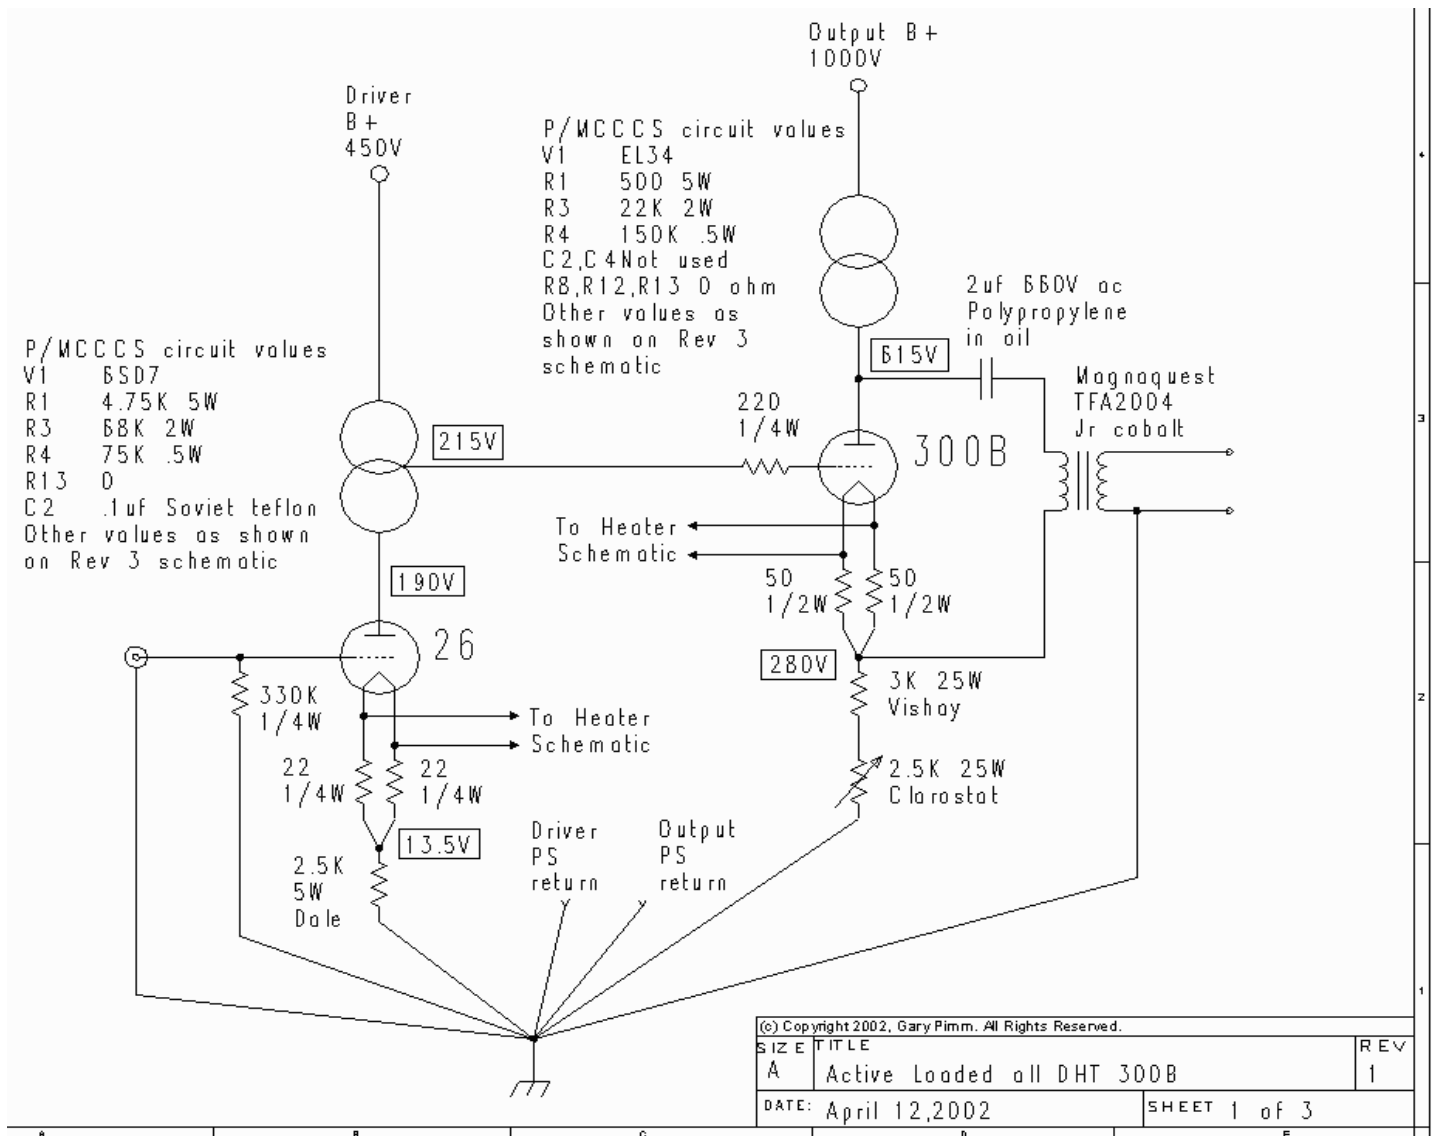 Output B+
1000V
Driver
B+
450V
P/MCCCS circuit values
V1 EL34
R1 500 5W
R3 22K 2W
R4 150K .5W
C2,C4Not used
R8,R12,R13 0 ohm
Other values as
shown on Rev 3
schematic
2uf 660V ac
Polypropylene
in oil
615V
P/MCCCS circuit values
V1 6SD7
R1 4.75K 5W
R3 68K 2W
R4 75K .5W
R13 0
C2 .1uf Soviet teflon
Other values as shown
on Rev 3 schematic
215V
220
1/4W
300B
Magnaquest
TFA2004
Jr cobalt
To Heater
Schematic
190V
50
1/2W
50
1/2W
26
280V
3K 25W
Vishay
330K
1/4W
To Heater
Schematic
22
1/4W
22
1/4W
2.5K 25W
Clarostat
13.5V
2.5K
5W
Dale
Driver
PS
return
Output
PS
return
(c) Copyright 2002, Gary Pimm. All Rights Reserved.
SIZE TITLE REV
A Active Loaded all DHT 300B 1
DATE: April 12,2002 SHEET 1 of 3
4
3
2
1
A B C D E